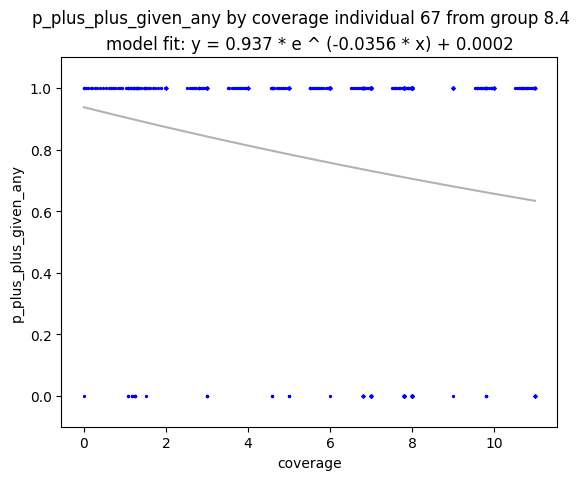 p_plus_plus_given_any by coverage individual 67 from group 8.4
model fit: y = 0.937 * e ^ (-0.0356 * x) + 0.0002
1.0
0.8
0.6
0.4
0.2
0.0
p_plus_plus_given_any
0 2 4 6 8 10
coverage